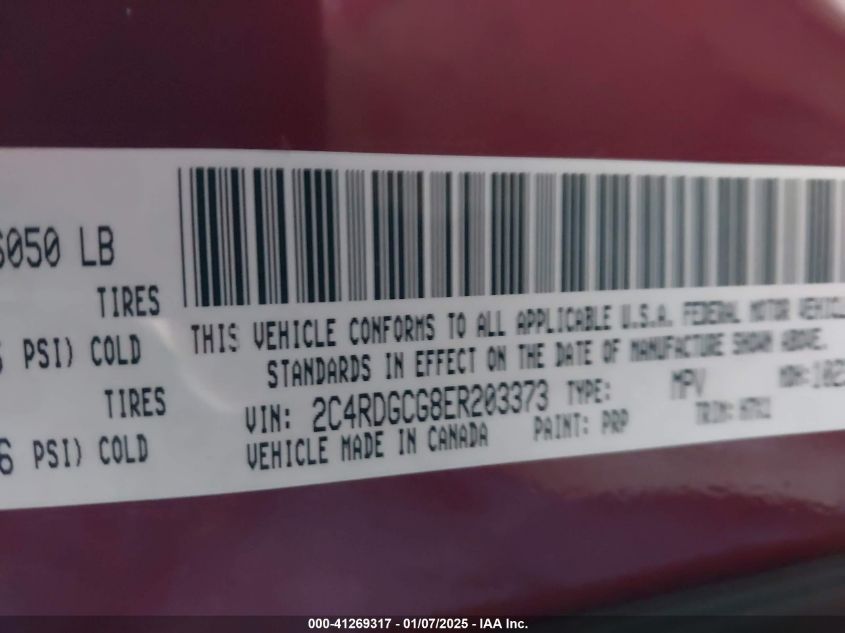 6050 LB
TIRES
PSI) COLD
TIRES
6 PSI) COLD
THIS VEHICLE CONFORMS TO ALL APPLICABLE U.S.A. FEDERAL MOTOR VEHICLE
STANDARDS IN EFFECT ON THE DATE OF MANUFACTURE SHOWN ABOVE.
VIN: 2C4RDGCG8ER203373 TYPE: MPV MDH:
VEHICLE MADE IN CANADA PAINT: PRP TRIM:
000-41269317 - 01/07/2025 - IAA Inc.